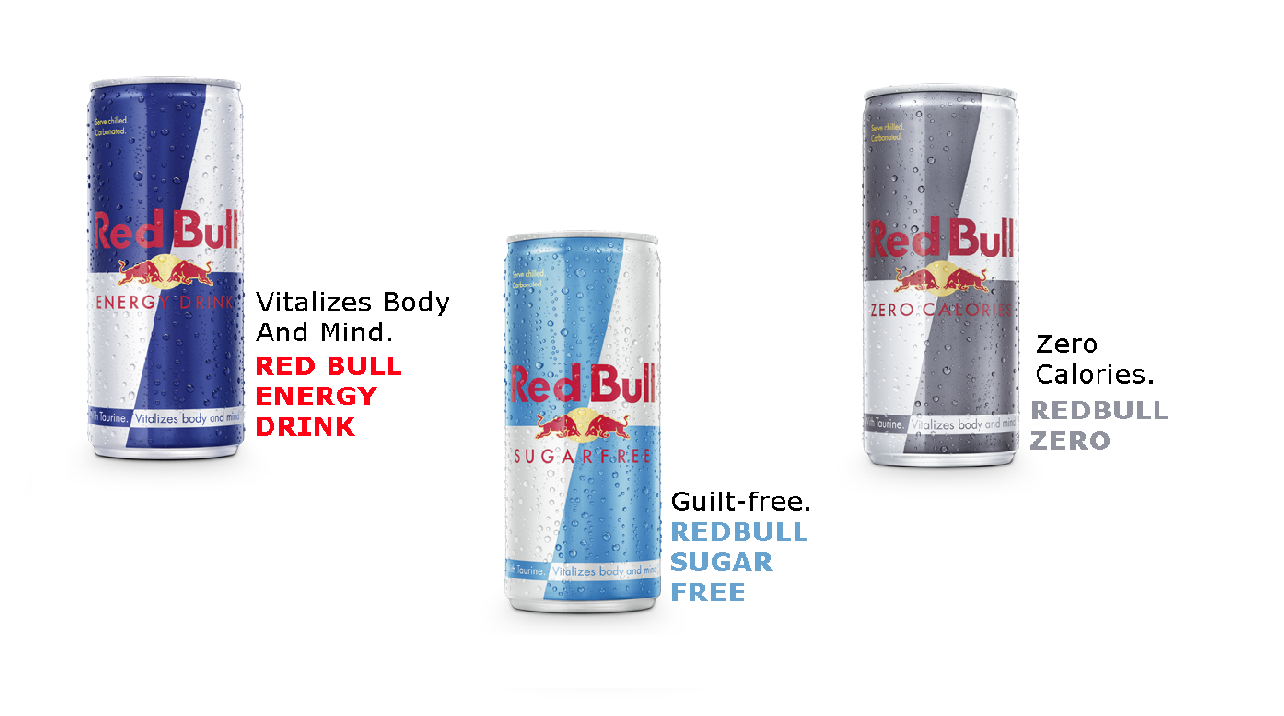 Serve chilled.
Carbonated.
Red Bull
ENERGY DRINK
Taurine. Vitalizes body and mind
Vitalizes Body
And Mind.
RED BULL
ENERGY
DRINK
Serve chilled.
Carbonated.
Red Bull
SUGARFREE
Taurine. Vitalizes body and mind
Guilt-free.
REDBULL
SUGAR
FREE
Serve chilled.
Carbonated.
Red Bull
ZERO CALORIES
Taurine. Vitalizes body and mind
Zero
Calories.
REDBULL
ZERO